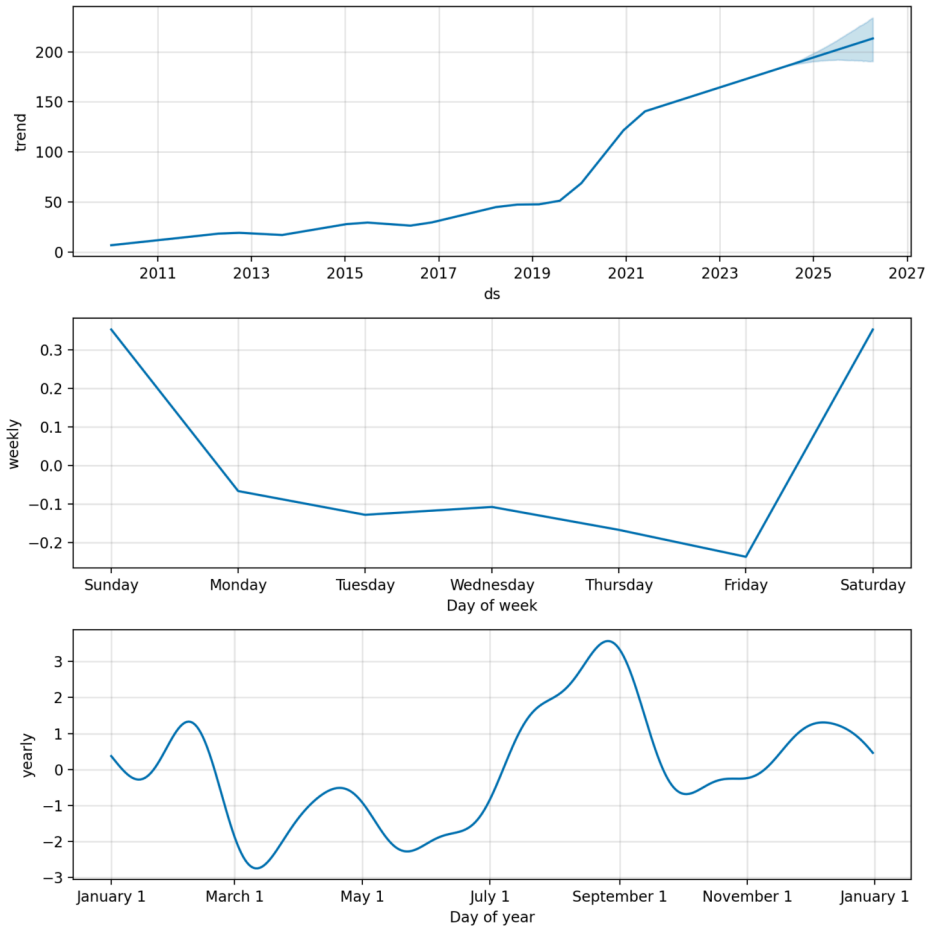 200
150
100
50
0
trend
2011 2013 2015 2017 2019 2021 2023 2025 2027
ds
0.3
0.2
0.1
0.0
−0.1
−0.2
weekly
Sunday Monday Tuesday Wednesday Thursday Friday Saturday
Day of week
3
2
1
0
−1
−2
−3
yearly
January 1 March 1 May 1 July 1 September 1 November 1 January 1
Day of year